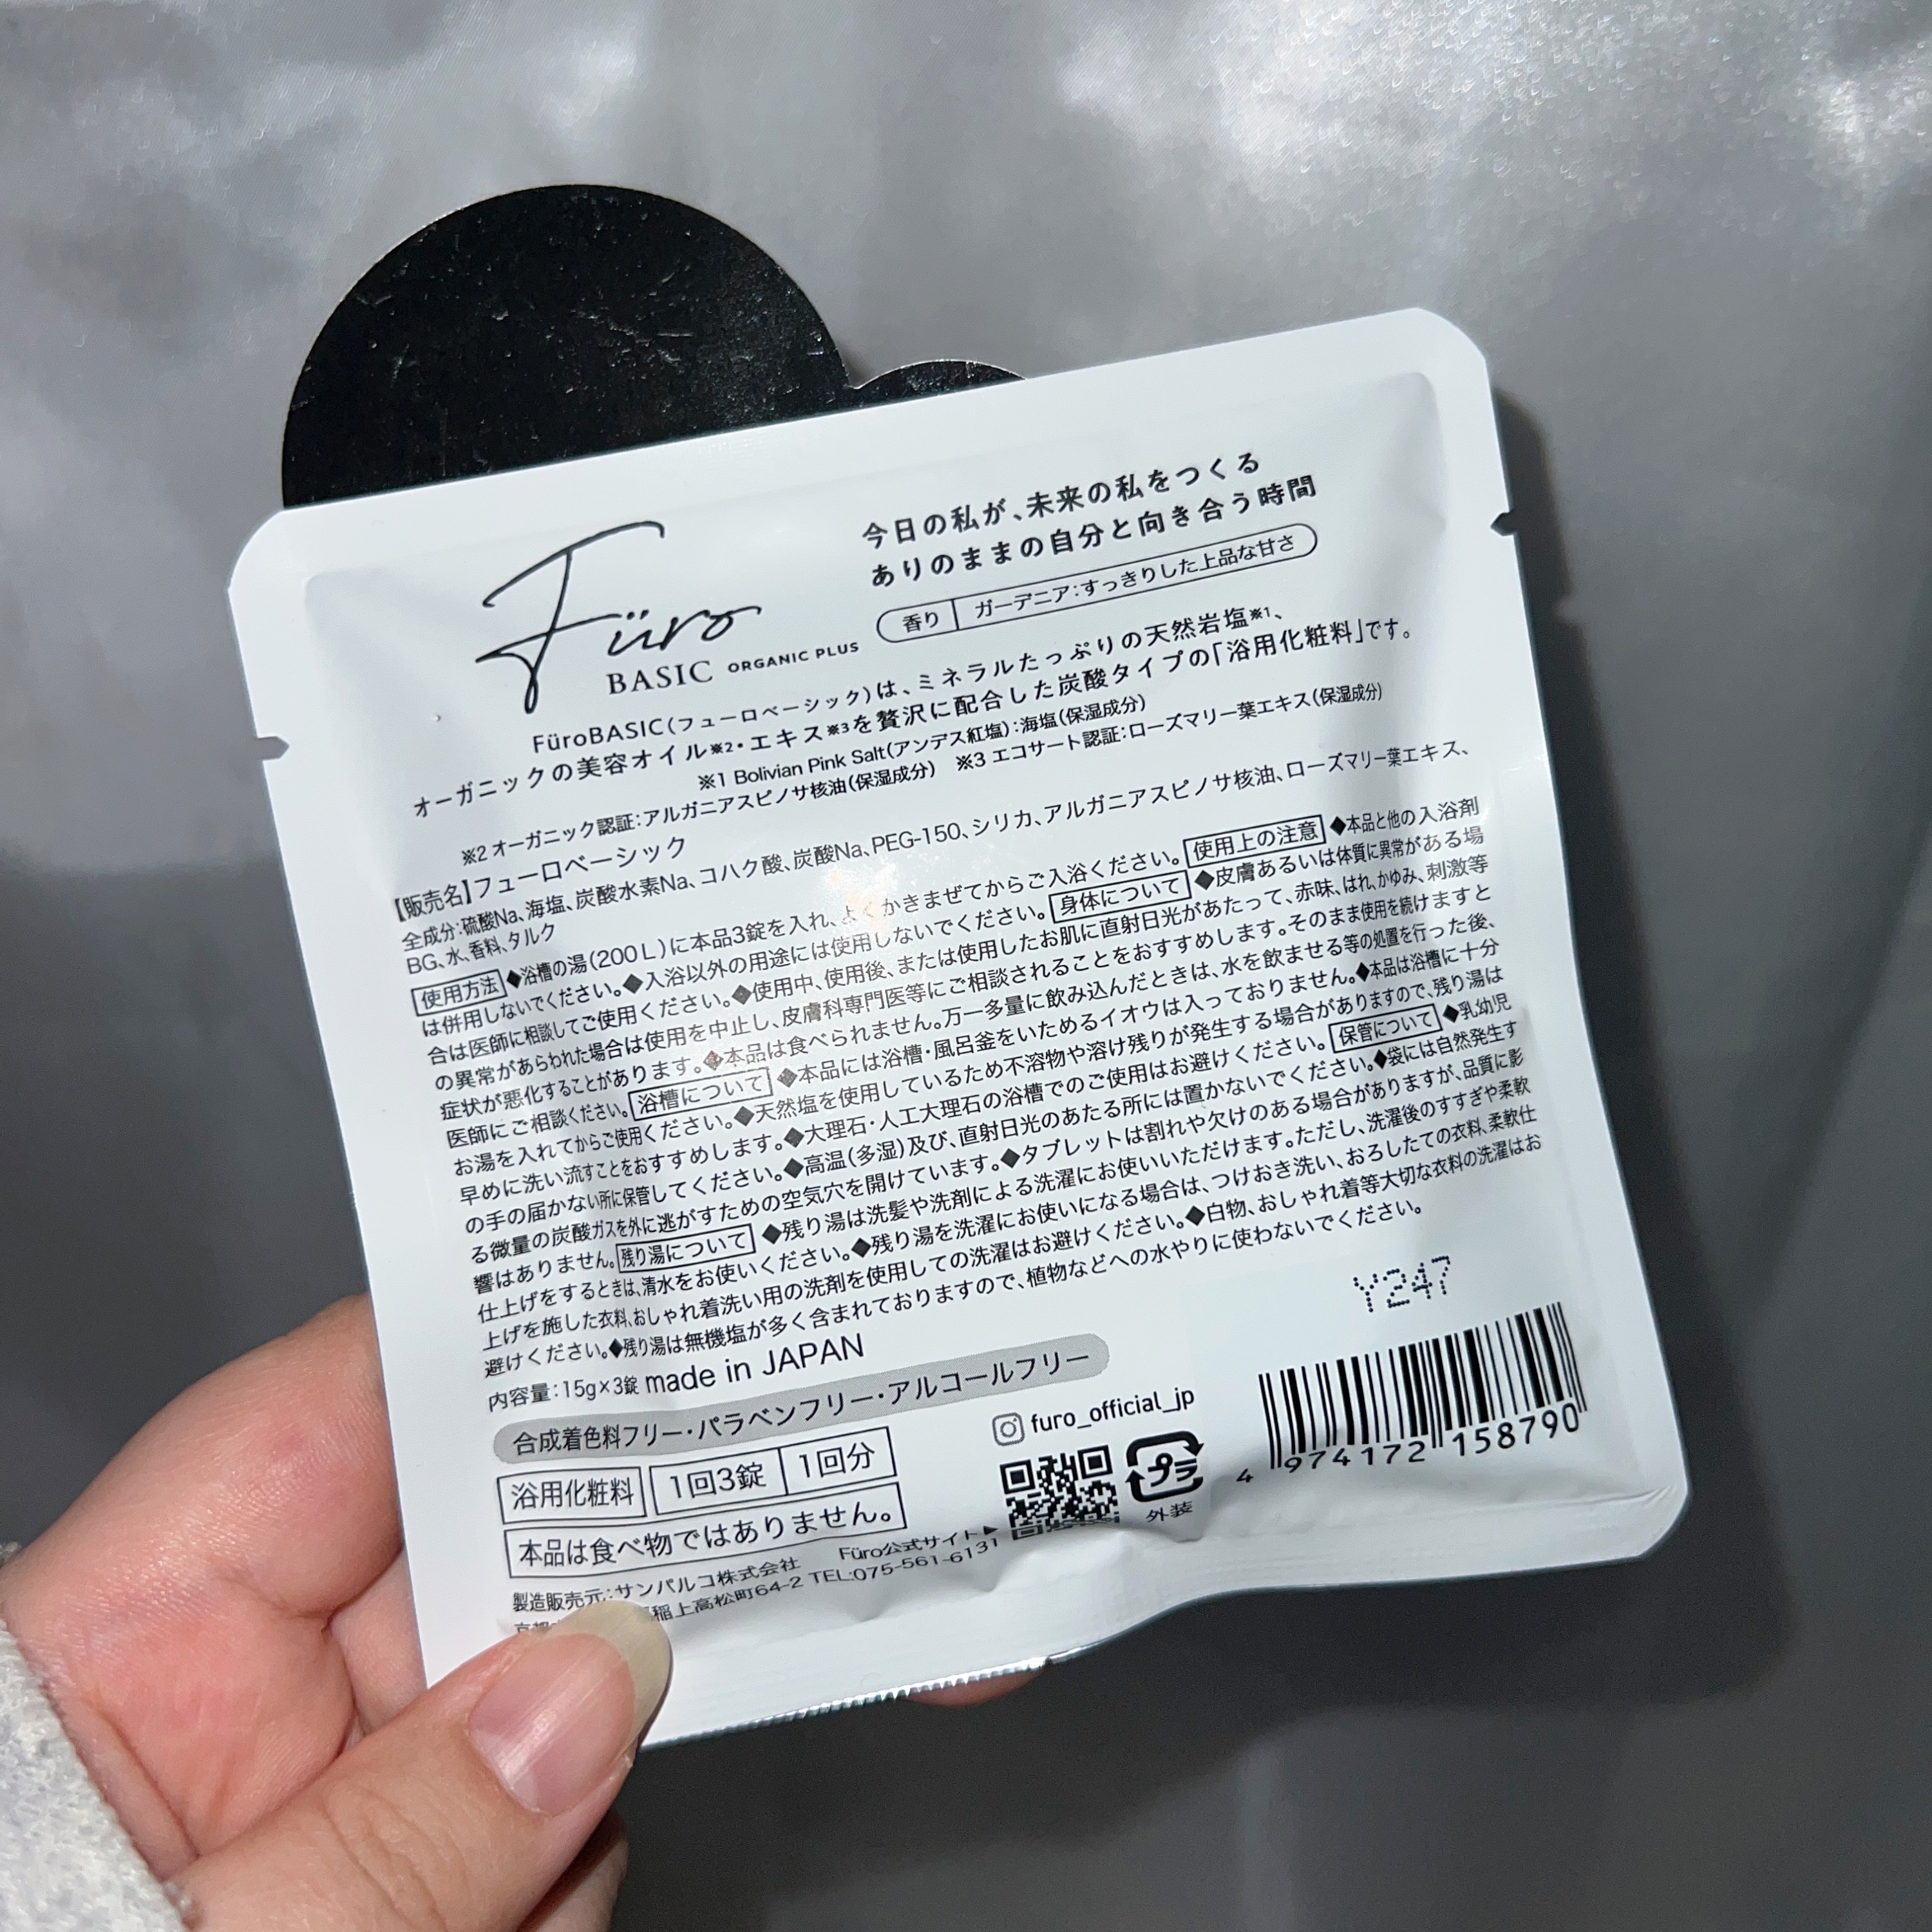 Füro
BASIC ORGANIC PLUS
今日の私が、未来の私をつくる
ありのままの自分と向き合う時間
香り ガーデニア:すっきりした上品な甘さ
FüroBASIC(フューロベーシック)は、ミネラルたっぷりの天然岩塩※1、
オーガニックの美容オイル※2・エキス※3を贅沢に配合した炭酸タイプの「浴用化粧料」です。
※1 Bolivian Pink Salt(アンデス紅塩):海塩(保湿成分)
※2 オーガニック認証:アルガニアスピノサ核油(保湿成分) ※3 エコサート認証:ローズマリー葉エキス(保湿成分)
【販売名】フューロベーシック
全成分:硫酸Na、海塩、炭酸水素Na、コハク酸、炭酸Na、PEG-150、シリカ、アルガニアスピノサ核油、ローズマリー葉エキス、
BG、水、香料、タルク
使用方法 ◆浴槽の湯(200L)に本品3錠を入れ、よくかきまぜてからご入浴ください。 使用上の注意 ◆本品と他の入浴剤
は併用しないでください。◆入浴以外の用途には使用しないでください。 身体について ◆皮膚あるいは体質に異常がある場
合は医師に相談してご使用ください。◆使用中、使用後、または使用したお肌に直射日光があたって、赤味、はれ、かゆみ、刺激等
の異常があらわれた場合は使用を中止し、皮膚科専門医等にご相談されることをおすすめします。そのまま使用を続けますと
症状が悪化することがあります。◆本品は食べられません。万一多量に飲み込んだときは、水を飲ませる等の処置を行った後、
医師にご相談ください。 浴槽について ◆本品には浴槽・風呂釜をいためるイオウは入っておりません。◆本品は浴槽に十分
お湯を入れてからご使用ください。◆天然塩を使用しているため不溶物や溶け残りが発生する場合がありますので、残り湯は
早めに洗い流すことをおすすめします。◆大理石・人工大理石の浴槽でのご使用はお避けください。 保管について ◆乳幼児
の手の届かない所に保管してください。◆高温(多湿)及び、直射日光のあたる所には置かないでください。◆袋には自然発生す
る微量の炭酸ガスを外に逃がすための空気穴を開けています。◆タブレットは割れや欠けのある場合がありますが、品質に影
響はありません。 残り湯について ◆残り湯は洗髪や洗剤による洗濯にお使いいただけます。ただし、洗濯後のすすぎや柔軟
仕上げをするときは、清水をお使いください。◆残り湯を洗濯にお使いになる場合は、つけおき洗い、おろしたての衣料、柔軟仕
上げを施した衣料、おしゃれ着洗い用の洗剤を使用しての洗濯はお避けください。◆白物、おしゃれ着等大切な衣料の洗濯はお
避けください。◆残り湯は無機塩が多く含まれておりますので、植物などへの水やりに使わないでください。
内容量:15g×3錠 made in JAPAN
Y247
合成着色料フリー・パラベンフリー・アルコールフリー
浴用化粧料 1回3錠 1回分
本品は食べ物ではありません。
furo_official_jp
プラ
外装
4 974172 158790
製造販売元:サンパルコ株式会社 Füro公式サイト▶
稲上高松町64-2 TEL:075-561-6131